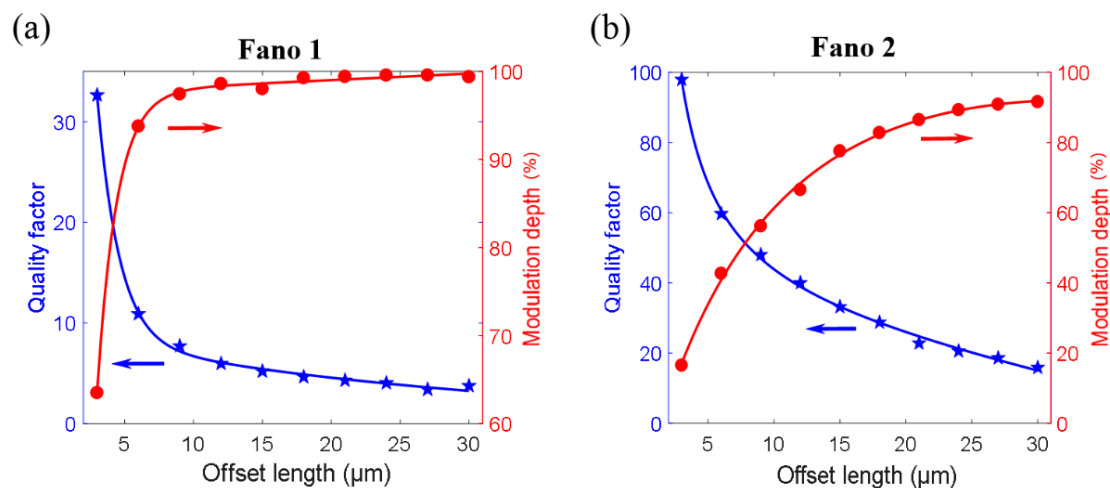 (a)
Fano 1
Quality factor
30
20
10
0
100
90
80
70
60
Modulation depth (%)
5 10 15 20 25 30
Offset length (µm)
(b)
Fano 2
Quality factor
100
80
60
40
20
0
100
80
60
40
20
0
Modulation depth (%)
5 10 15 20 25 30
Offset length (µm)